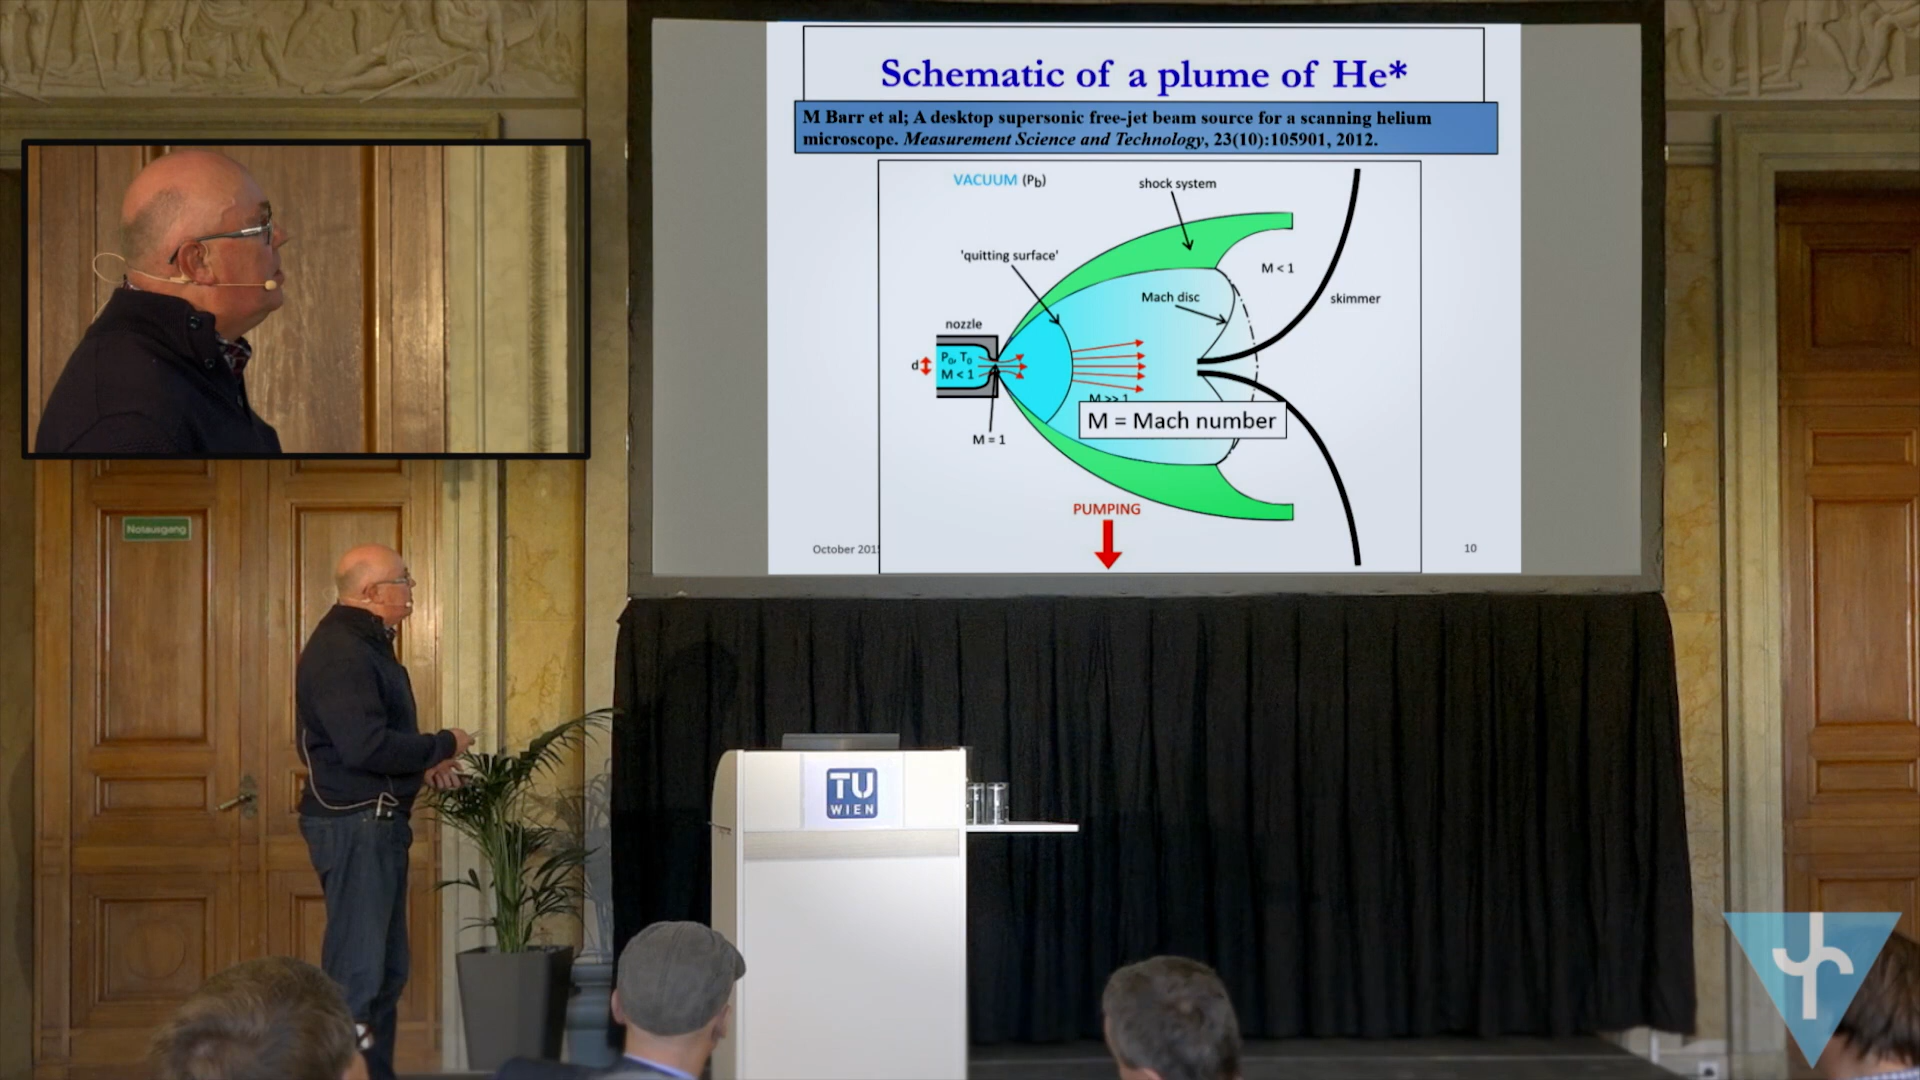 Schematic of a plume of He*
M Barr et al; A desktop supersonic free-jet beam source for a scanning helium
microscope. Measurement Science and Technology, 23(10):105901, 2012.
VACUUM (Pb)
shock system
'quitting surface'
M < 1
Mach disc
skimmer
nozzle
P₀, T₀
d
M < 1
M >> 1
M = Mach number
M = 1
PUMPING
October 201
10
Notausgang
TU
WIEN